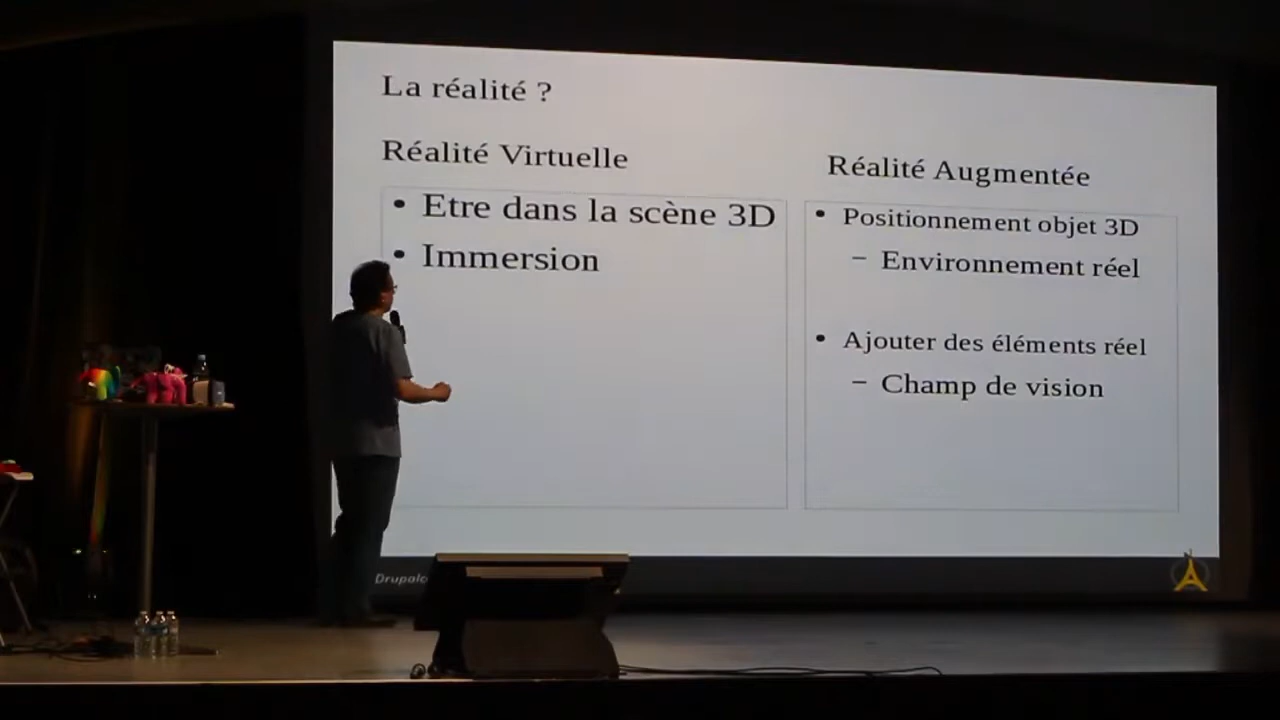 La réalité ?
Réalité Virtuelle
• Etre dans la scène 3D
• Immersion
Réalité Augmentée
• Positionnement objet 3D
– Environnement réel
• Ajouter des éléments réel
– Champ de vision